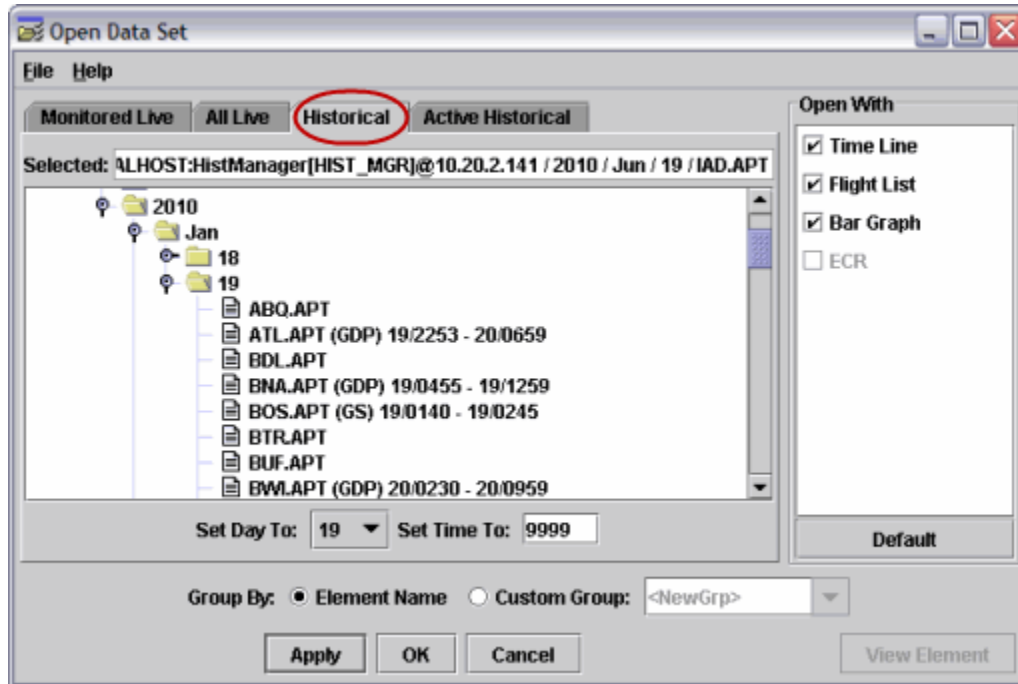 Open Data Set
File Help
Monitored Live All Live Historical Active Historical
Open With
Selected: ALHOST:HistManager[HIST_MGR]@10.20.2.141 / 2010 / Jun / 19 / IAD.APT
Time Line
Flight List
Bar Graph
ECR
2010
Jan
18
19
ABQ.APT
ATL.APT (GDP) 19/2253 - 20/0659
BDL.APT
BNA.APT (GDP) 19/0455 - 19/1259
BOS.APT (GS) 19/0140 - 19/0245
BTR.APT
BUF.APT
BWI.APT (GDP) 20/0230 - 20/0959
Set Day To: 19 Set Time To: 9999
Default
Group By: Element Name Custom Group: <NewGrp>
Apply OK Cancel View Element